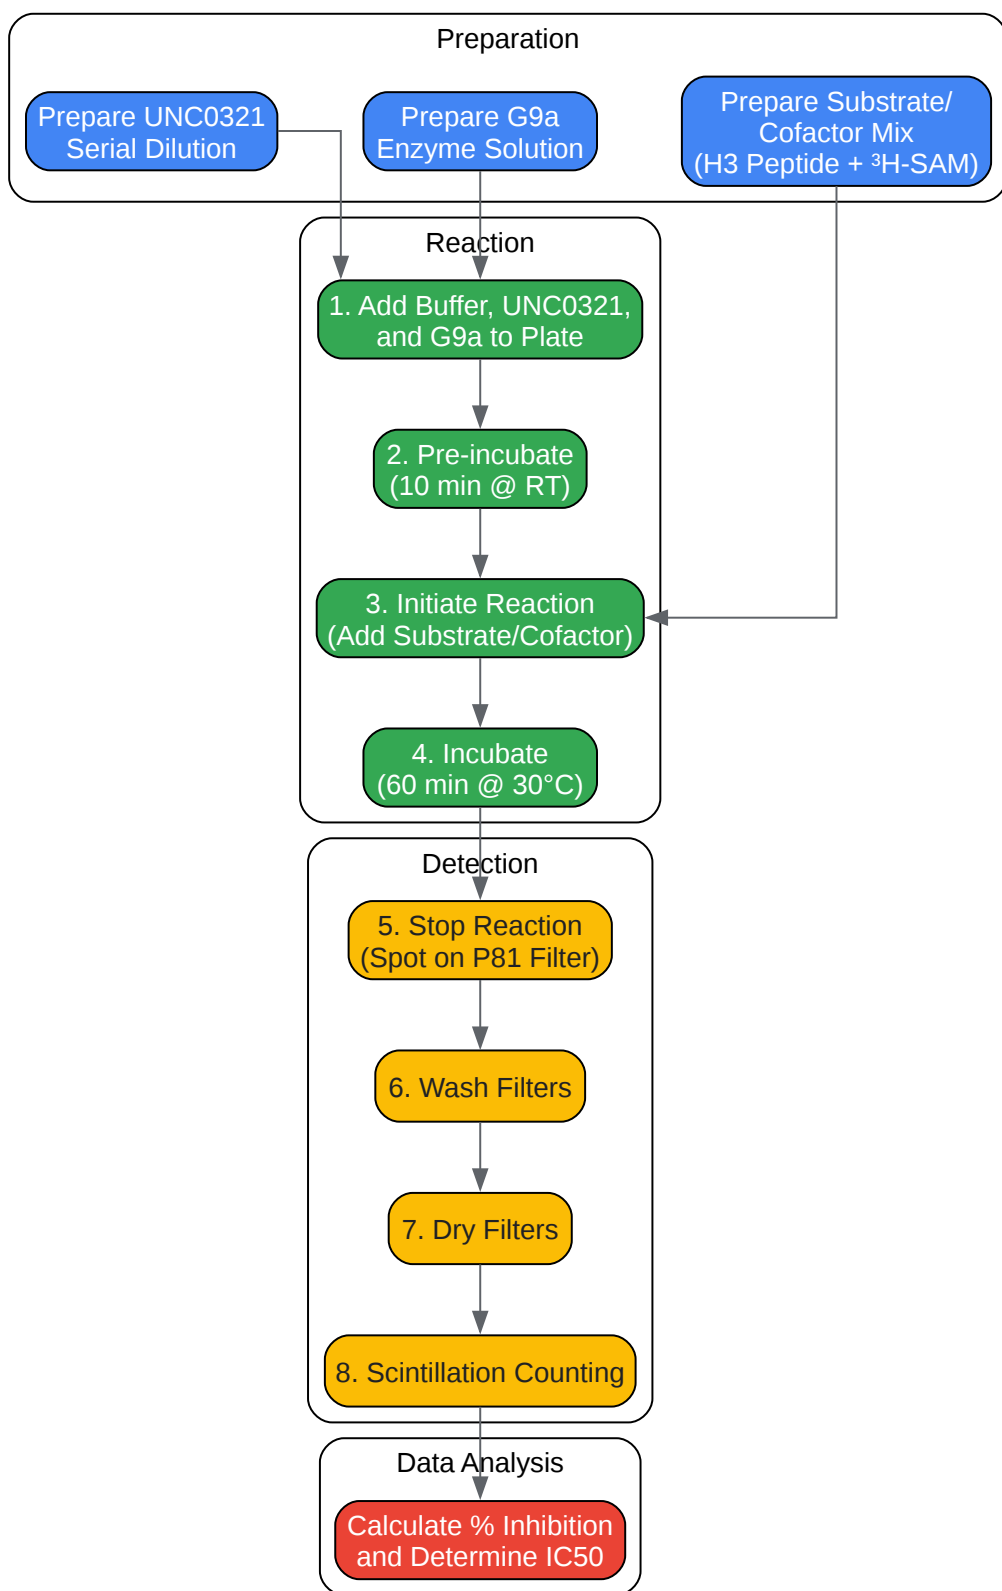 Preparation
Prepare UNC0321
Serial Dilution
Prepare G9a
Enzyme Solution
Prepare Substrate/
Cofactor Mix
(H3 Peptide + ³H-SAM)
Reaction
1. Add Buffer, UNC0321,
and G9a to Plate
2. Pre-incubate
(10 min @ RT)
3. Initiate Reaction
(Add Substrate/Cofactor)
4. Incubate
(60 min @ 30°C)
Detection
5. Stop Reaction
(Spot on P81 Filter)
6. Wash Filters
7. Dry Filters
8. Scintillation Counting
Data Analysis
Calculate % Inhibition
and Determine IC50